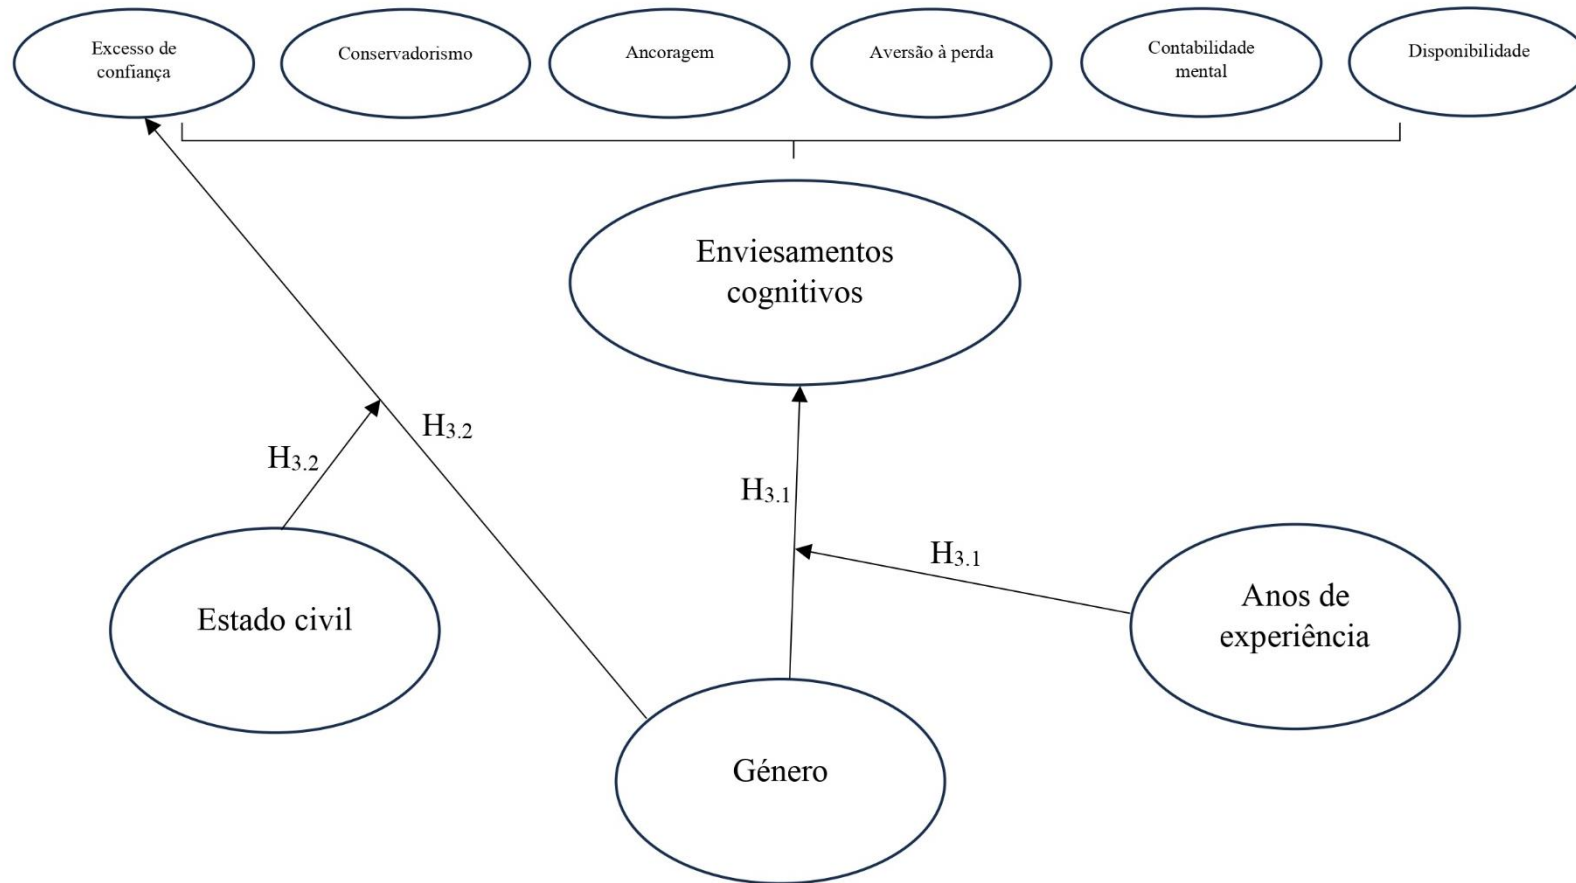 Excesso de
confiança
Conservadorismo
Ancoragem
Aversão à perda
Contabilidade
mental
Disponibilidade
Enviesamentos
cognitivos
H3.2
H3.2
H3.1
H3.1
Estado civil
Anos de
experiência
Género